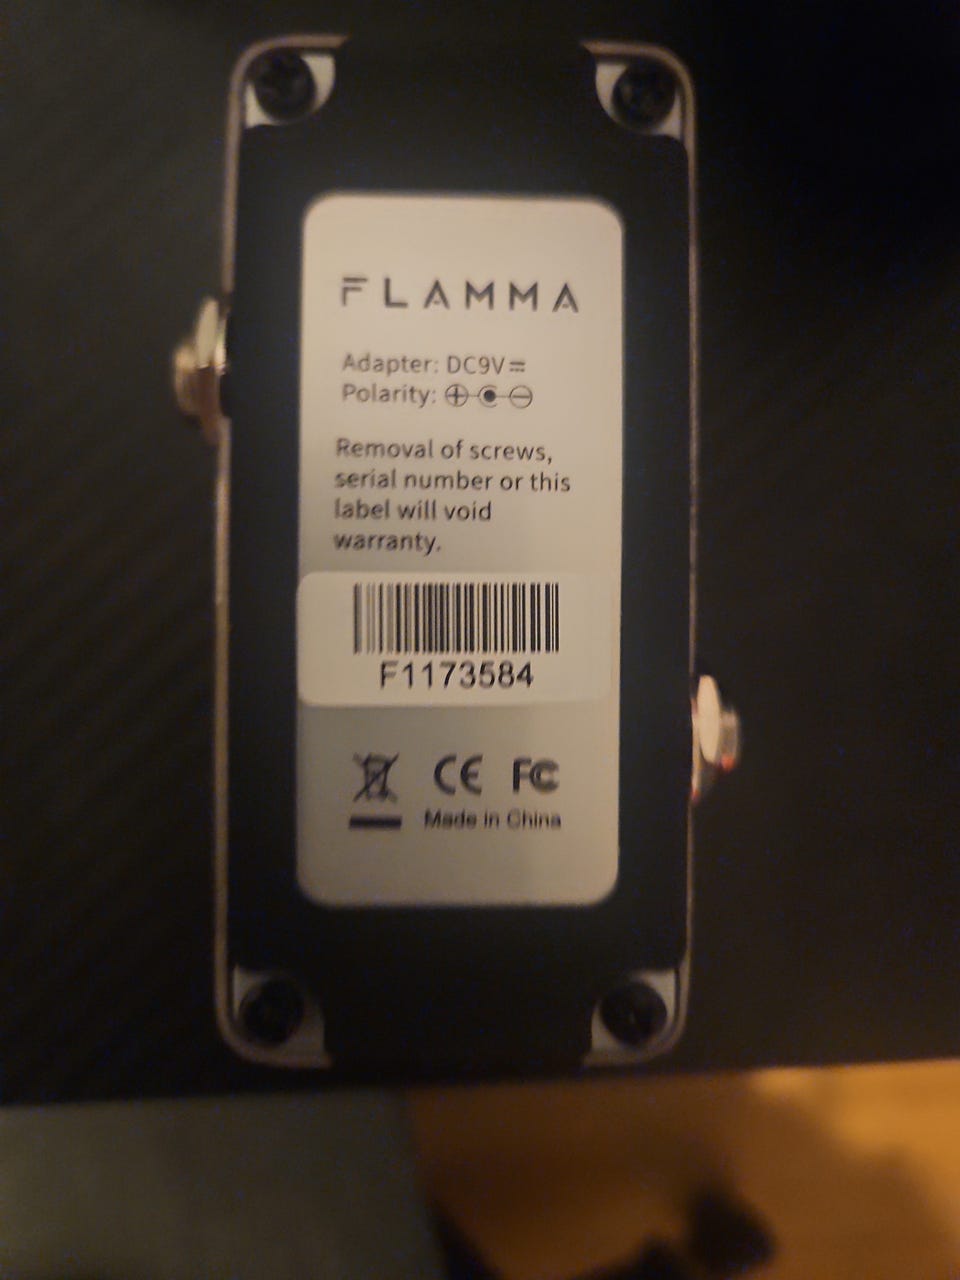 FLAMMA
Adapter: DC9V
Polarity:
Removal of screws,
serial number or this
label will void
warranty.
F1173584
CE FC
Made in China